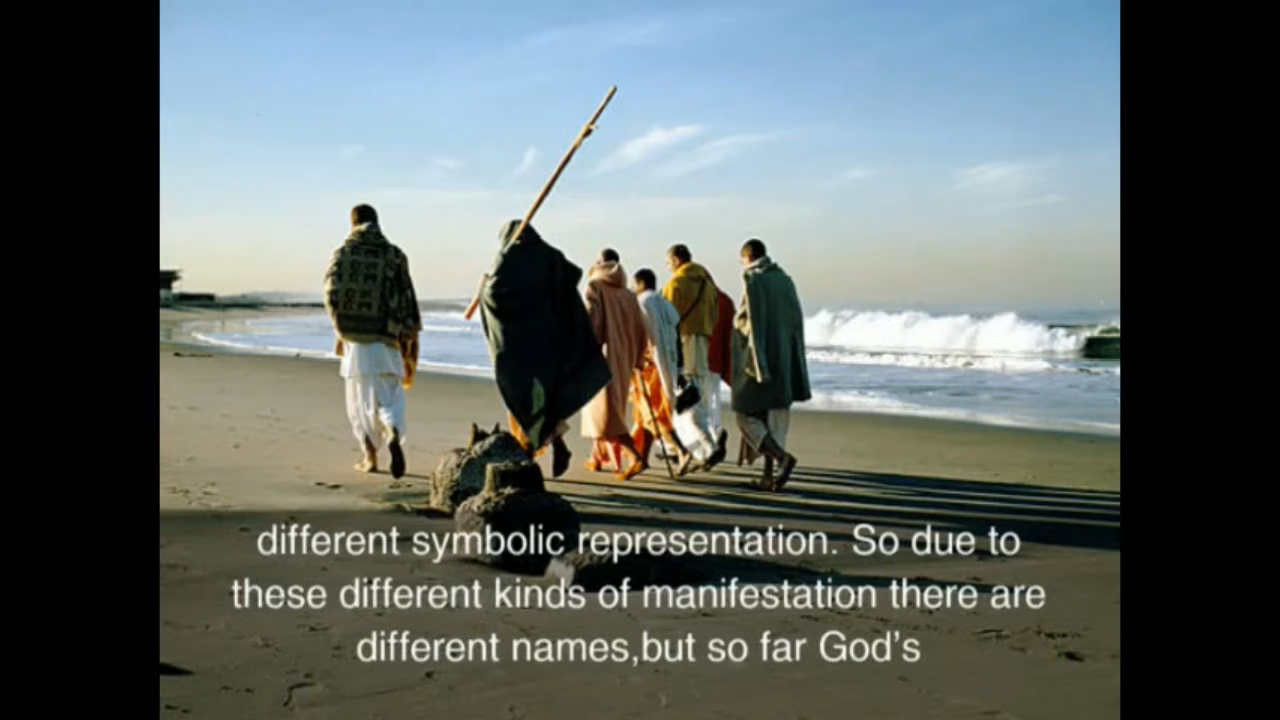 different symbolic representation. So due to
these different kinds of manifestation there are
different names,but so far God's